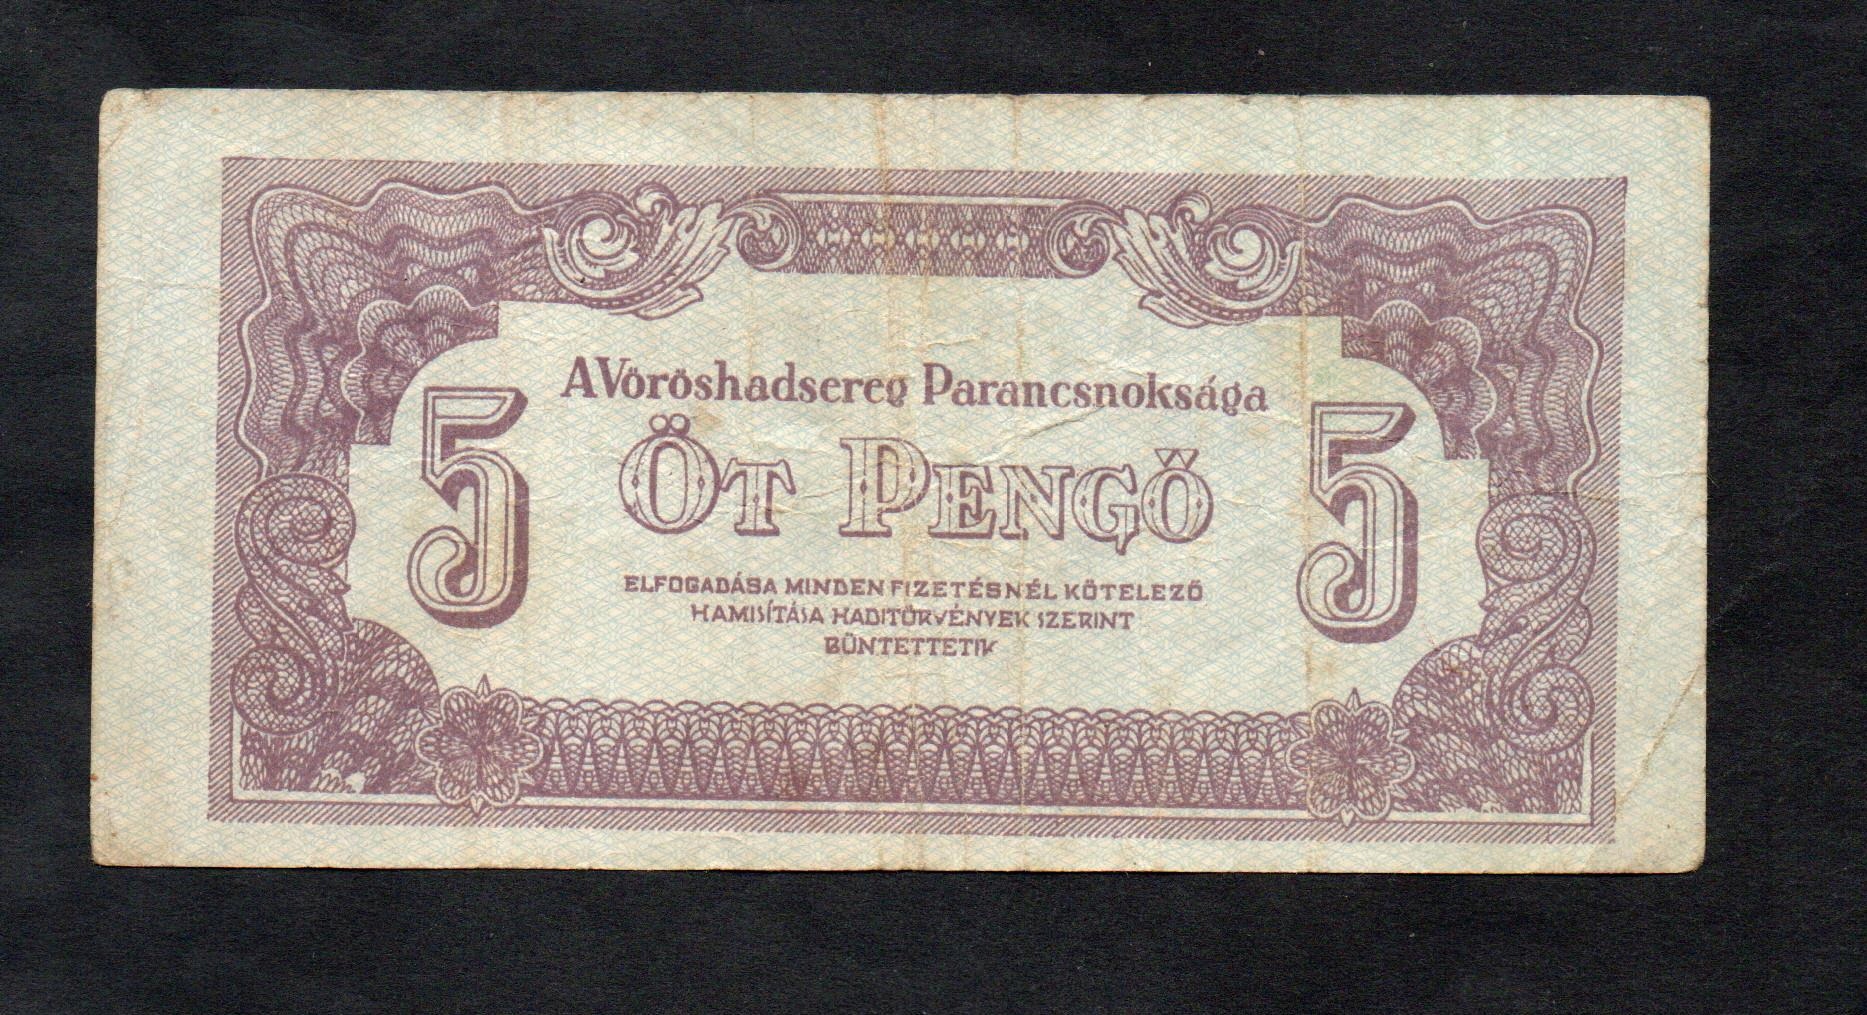 A Vöröshadsereg Parancsnoksága
5 ÖT PENGŐ 5
ELFOGADÁSA MINDEN FIZETÉSNÉL KÖTELEZŐ
HAMISÍTÁSA HADITÖRVÉNYEK SZERINT
BÜNTETTETIK